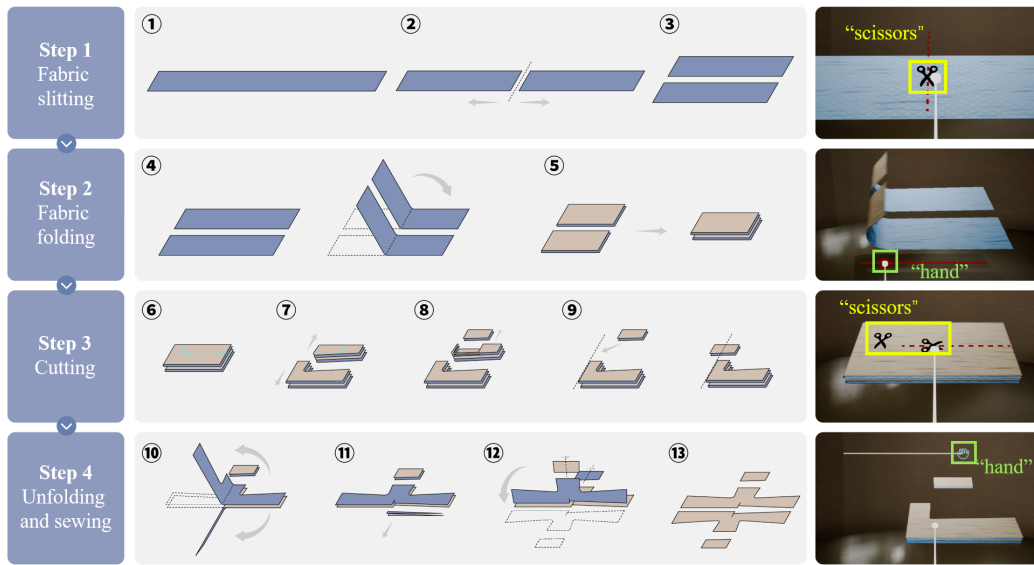 Step 1
Fabric
slitting
①
②
③
“scissors”
Step 2
Fabric
folding
④
⑤
“hand”
Step 3
Cutting
⑥
⑦
⑧
⑨
“scissors”
Step 4
Unfolding
and sewing
⑩
⑪
⑫
⑬
“hand”